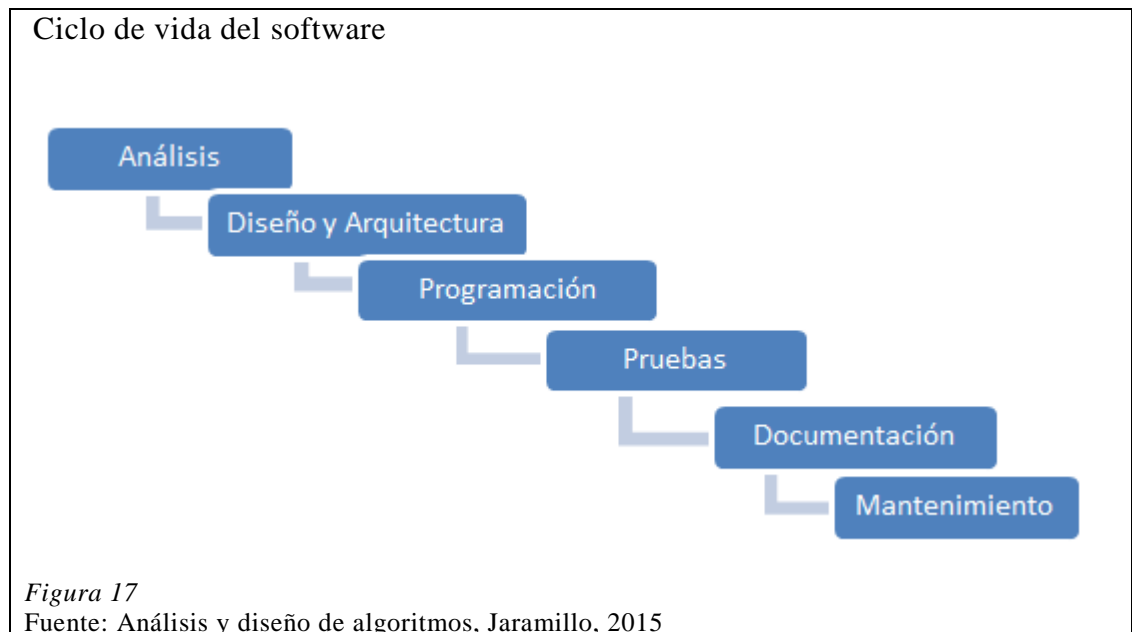 Ciclo de vida del software
Análisis
Diseño y Arquitectura
Programación
Pruebas
Documentación
Mantenimiento
Figura 17
Fuente: Análisis y diseño de algoritmos, Jaramillo, 2015